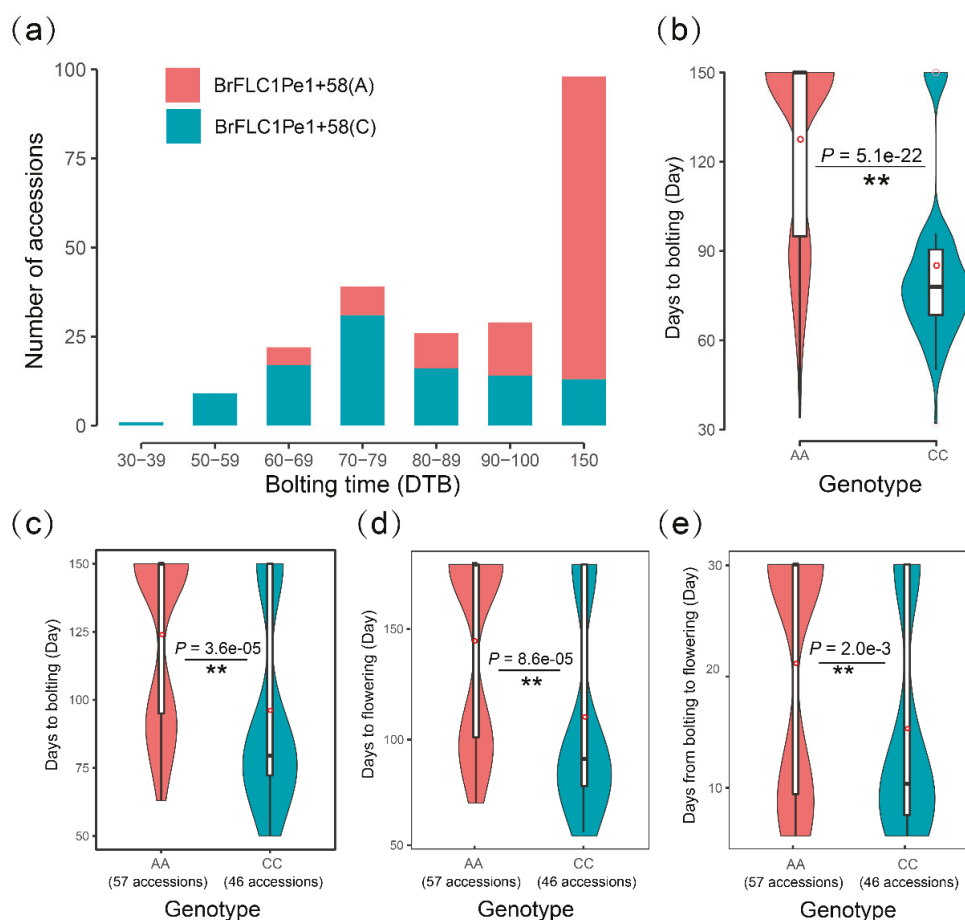 (a)
100
75
50
25
0
Number of accessions
BrFLC1Pe1+58(A)
BrFLC1Pe1+58(C)
30–39
50–59
60–69
70–79
80–89
90–100
150
Bolting time (DTB)
(b)
150
120
90
60
30
Days to bolting (Day)
P = 5.1e-22
**
AA
CC
Genotype
(c)
150
125
100
75
50
Days to bolting (Day)
P = 3.6e-05
**
AA
(57 accessions)
CC
(46 accessions)
Genotype
(d)
150
100
50
Days to flowering (Day)
P = 8.6e-05
**
AA
(57 accessions)
CC
(46 accessions)
Genotype
(e)
30
20
10
Days from bolting to flowering (Day)
P = 2.0e-3
**
AA
(57 accessions)
CC
(46 accessions)
Genotype